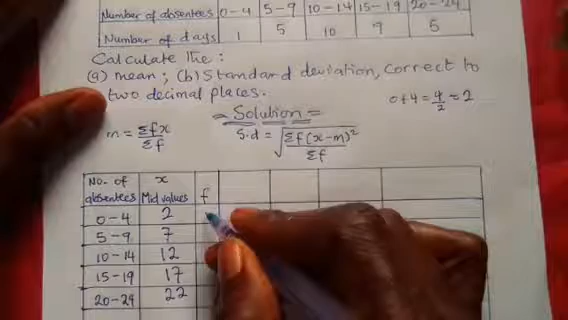 Number of absentees 0-4 5-9 10-14 15-19 20-24
Number of days 1 5 10 9 5
Calculate the:
(a) mean; (b) Standard deviation, correct to
two decimal places.
0+4=4/2=2
Solution=
m = Σfx/Σf
S.d = √Σf(x-m)²/Σf
No. of absentees x Mid values f
0-4 2
5-9 7
10-14 12
15-19 17
20-24 22